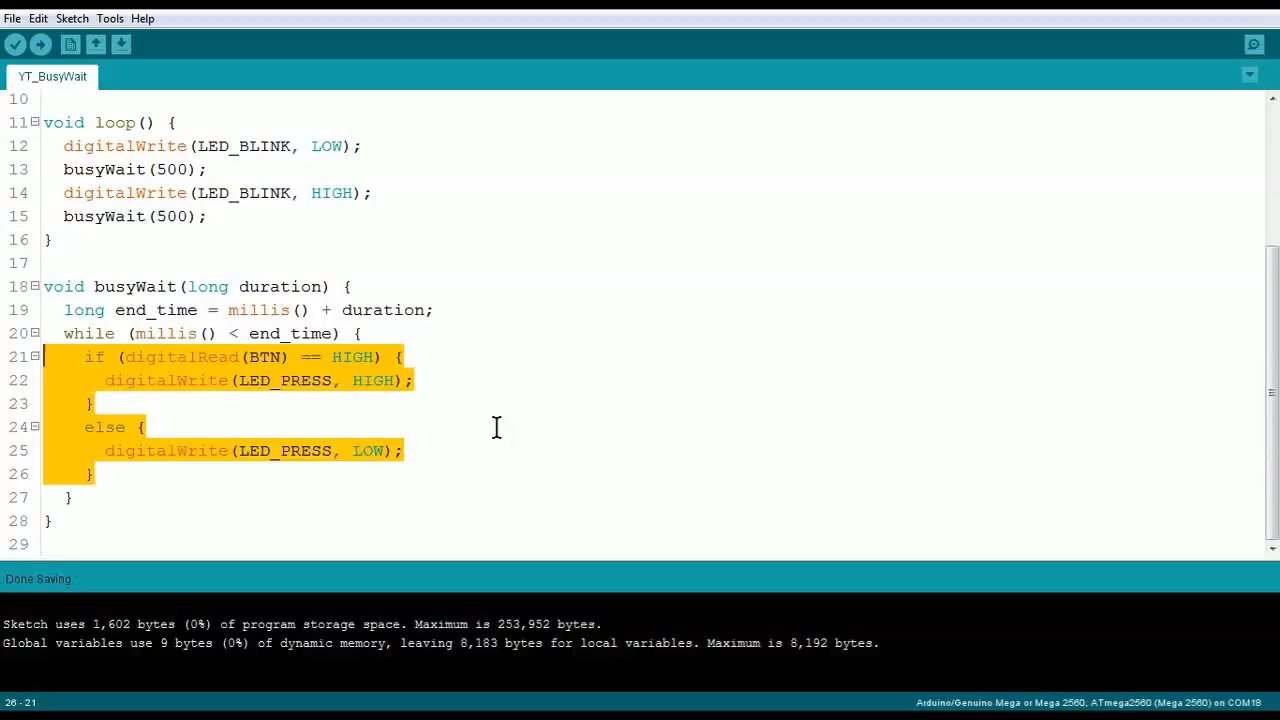 File Edit Sketch Tools Help
YT_BusyWait
10
11 void loop() {
12 digitalWrite(LED_BLINK, LOW);
13 busyWait(500);
14 digitalWrite(LED_BLINK, HIGH);
15 busyWait(500);
16 }
17
18 void busyWait(long duration) {
19 long end_time = millis() + duration;
20 while (millis() < end_time) {
21 if (digitalRead(BTN) == HIGH) {
22 digitalWrite(LED_PRESS, HIGH);
23 }
24 else {
25 digitalWrite(LED_PRESS, LOW);
26 }
27 }
28 }
29
Done Saving.
Sketch uses 1,602 bytes (0%) of program storage space. Maximum is 253,952 bytes.
Global variables use 9 bytes (0%) of dynamic memory, leaving 8,183 bytes for local variables. Maximum is 8,192 bytes.
26 - 21 Arduino/Genuino Mega or Mega 2560, ATmega2560 (Mega 2560) on COM18